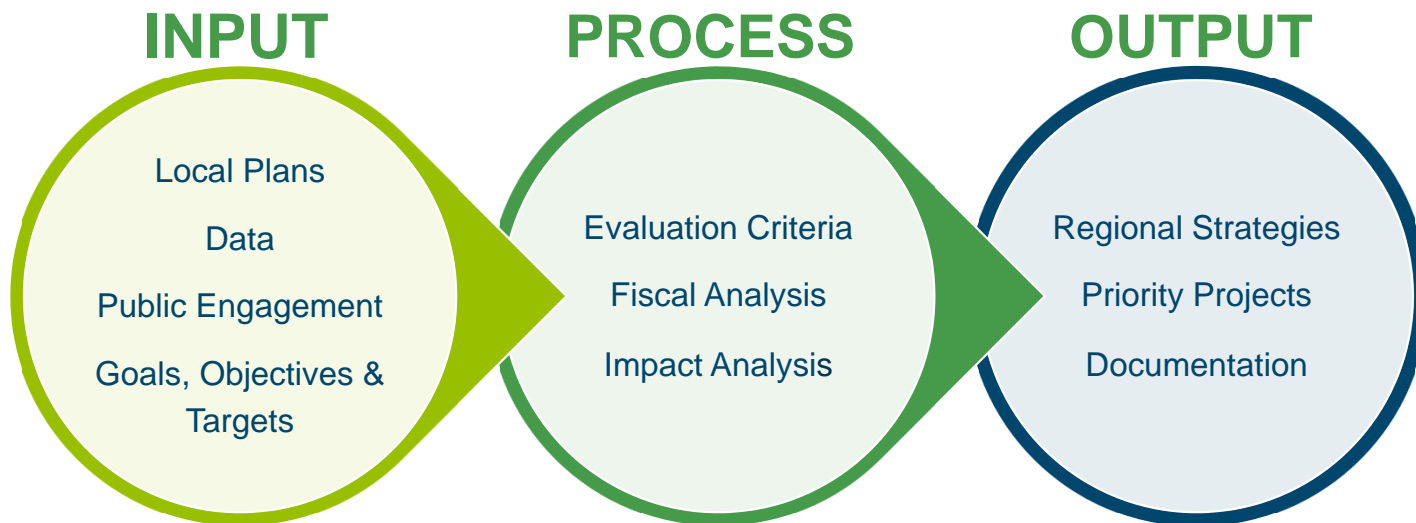 INPUT
Local Plans
Data
Public Engagement
Goals, Objectives &
Targets
PROCESS
Evaluation Criteria
Fiscal Analysis
Impact Analysis
OUTPUT
Regional Strategies
Priority Projects
Documentation